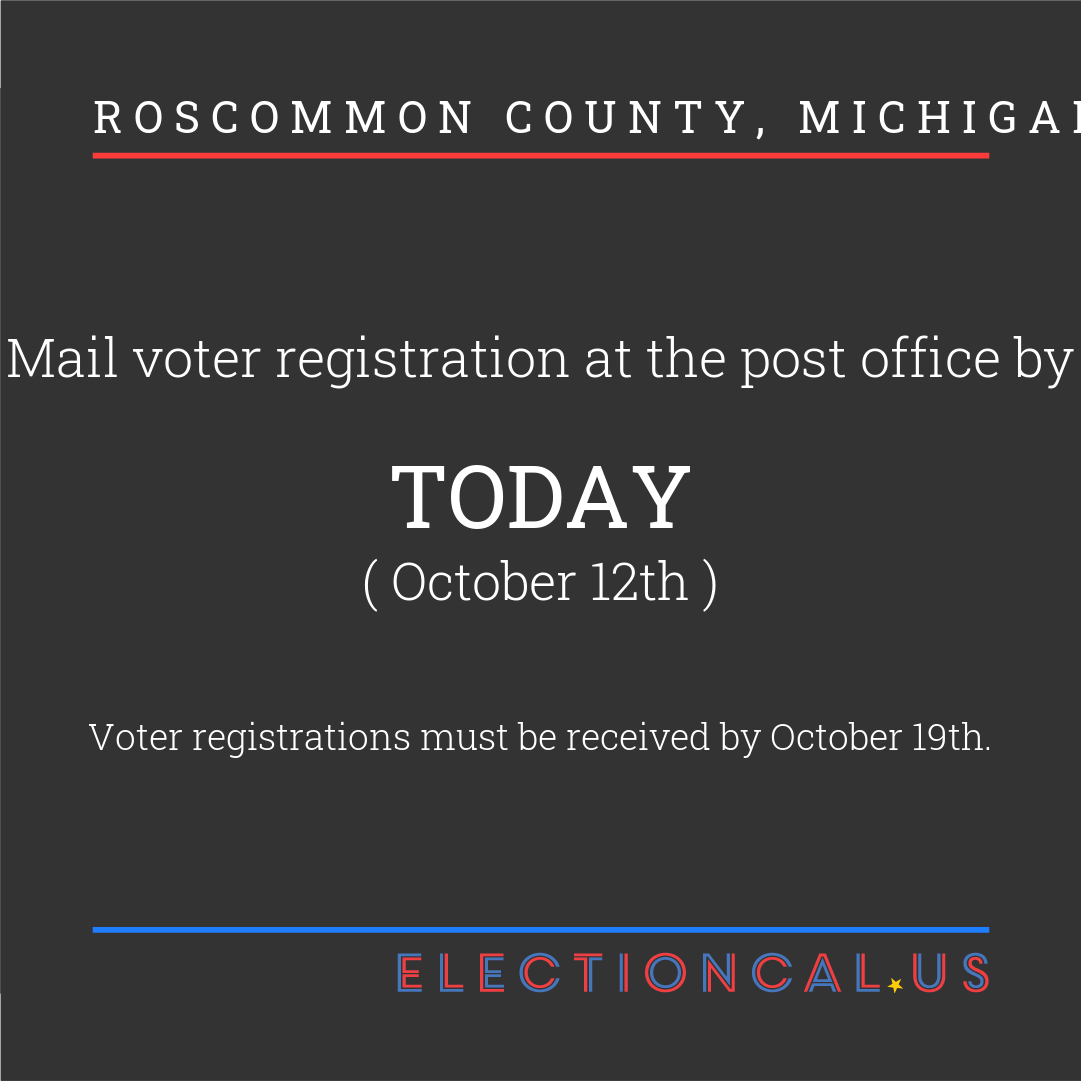 ROSCOMMON COUNTY, MICHIGA
Mail voter registration at the post office by
TODAY
( October 12th )
Voter registrations must be received by October 19th.
ELECTIONCAL.US